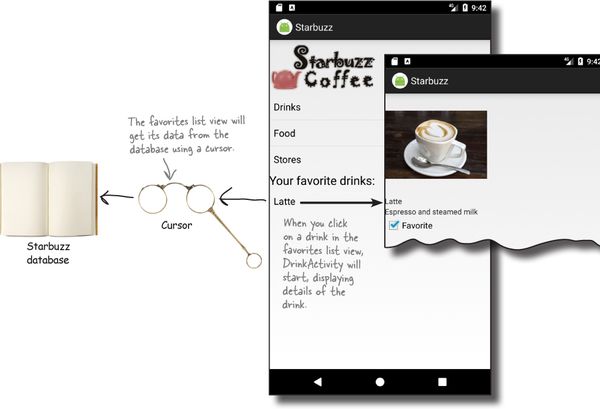 9:42
Starbuzz
Starbuzz
Coffee
Drinks
Food
Stores
Your favorite drinks:
Latte
When you click
on a drink in the
favorites list view,
DrinkActivity will
start, displaying
details of the
drink.
9:42
Starbuzz
Latte
Espresso and steamed milk
Favorite
The favorites list view will
get its data from the
database using a cursor.
Cursor
Starbuzz
database